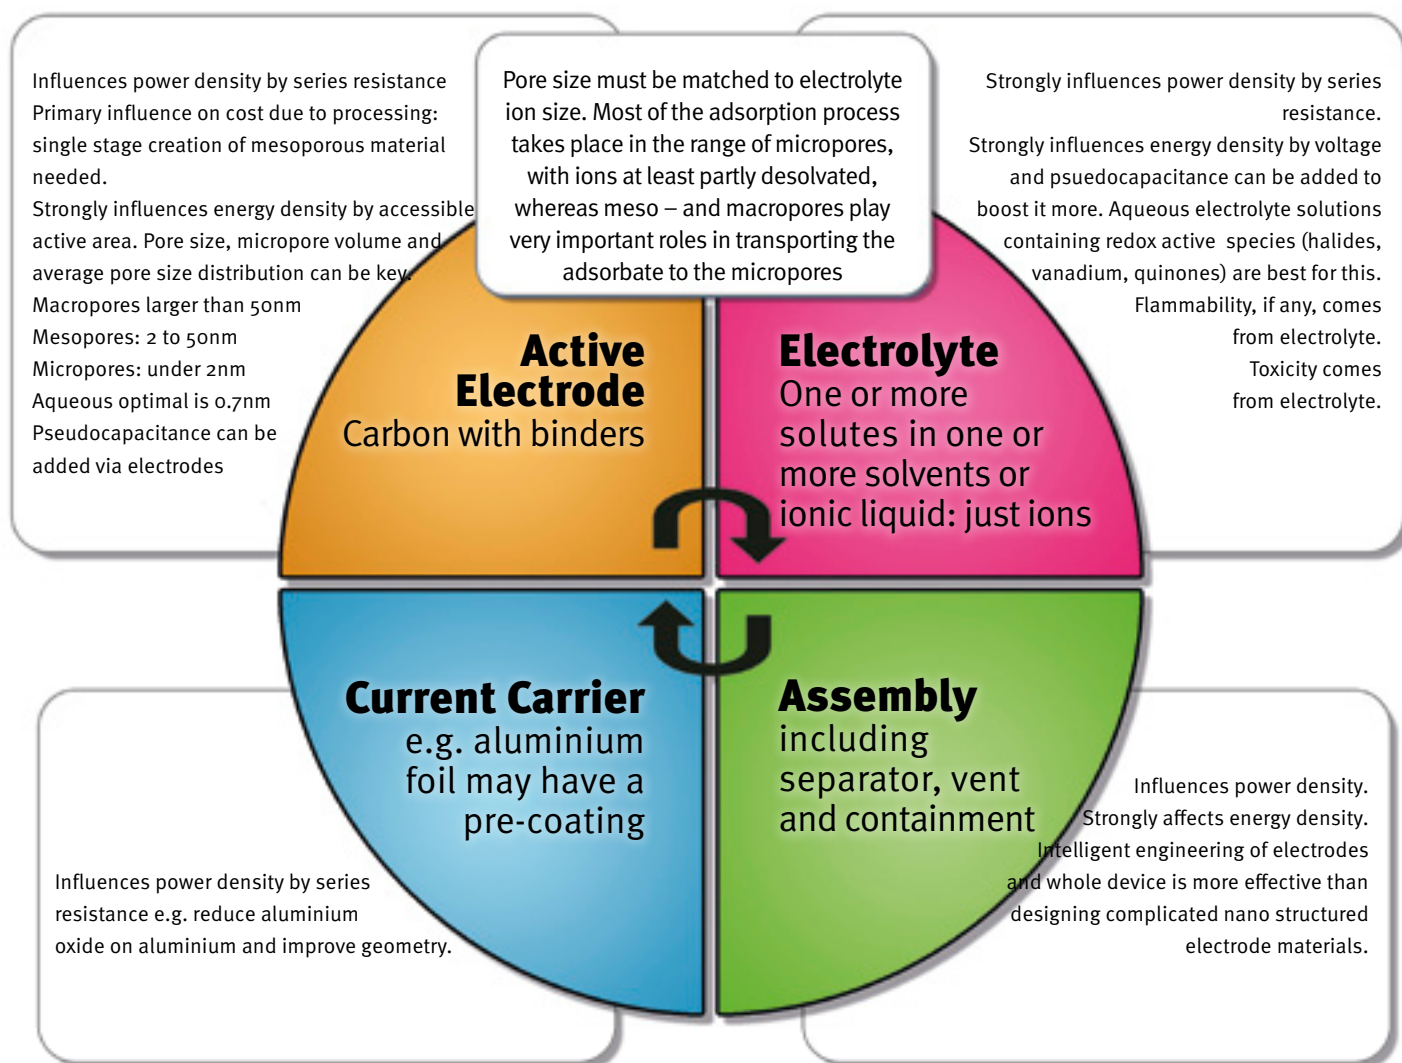 Influences power density by series resistance
Primary influence on cost due to processing:
single stage creation of mesoporous material
needed.
Strongly influences energy density by accessible
active area. Pore size, micropore volume and
average pore size distribution can be key.
Macropores larger than 50nm
Mesopores: 2 to 50nm
Micropores: under 2nm
Aqueous optimal is 0.7nm
Pseudocapacitance can be
added via electrodes
Pore size must be matched to electrolyte
ion size. Most of the adsorption process
takes place in the range of micropores,
with ions at least partly desolvated,
whereas meso – and macropores play
very important roles in transporting the
adsorbate to the micropores
Strongly influences power density by series
resistance.
Strongly influences energy density by voltage
and psuedocapacitance can be added to
boost it more. Aqueous electrolyte solutions
containing redox active species (halides,
vanadium, quinones) are best for this.
Flammability, if any, comes
from electrolyte.
Toxicity comes
from electrolyte.
Active
Electrode
Carbon with binders
Electrolyte
One or more
solutes in one or
more solvents or
ionic liquid: just ions
Current Carrier
e.g. aluminium
foil may have a
pre-coating
Assembly
including
separator, vent
and containment
Influences power density by series
resistance e.g. reduce aluminium
oxide on aluminium and improve geometry.
Influences power density.
Strongly affects energy density.
Intelligent engineering of electrodes
and whole device is more effective than
designing complicated nano structured
electrode materials.